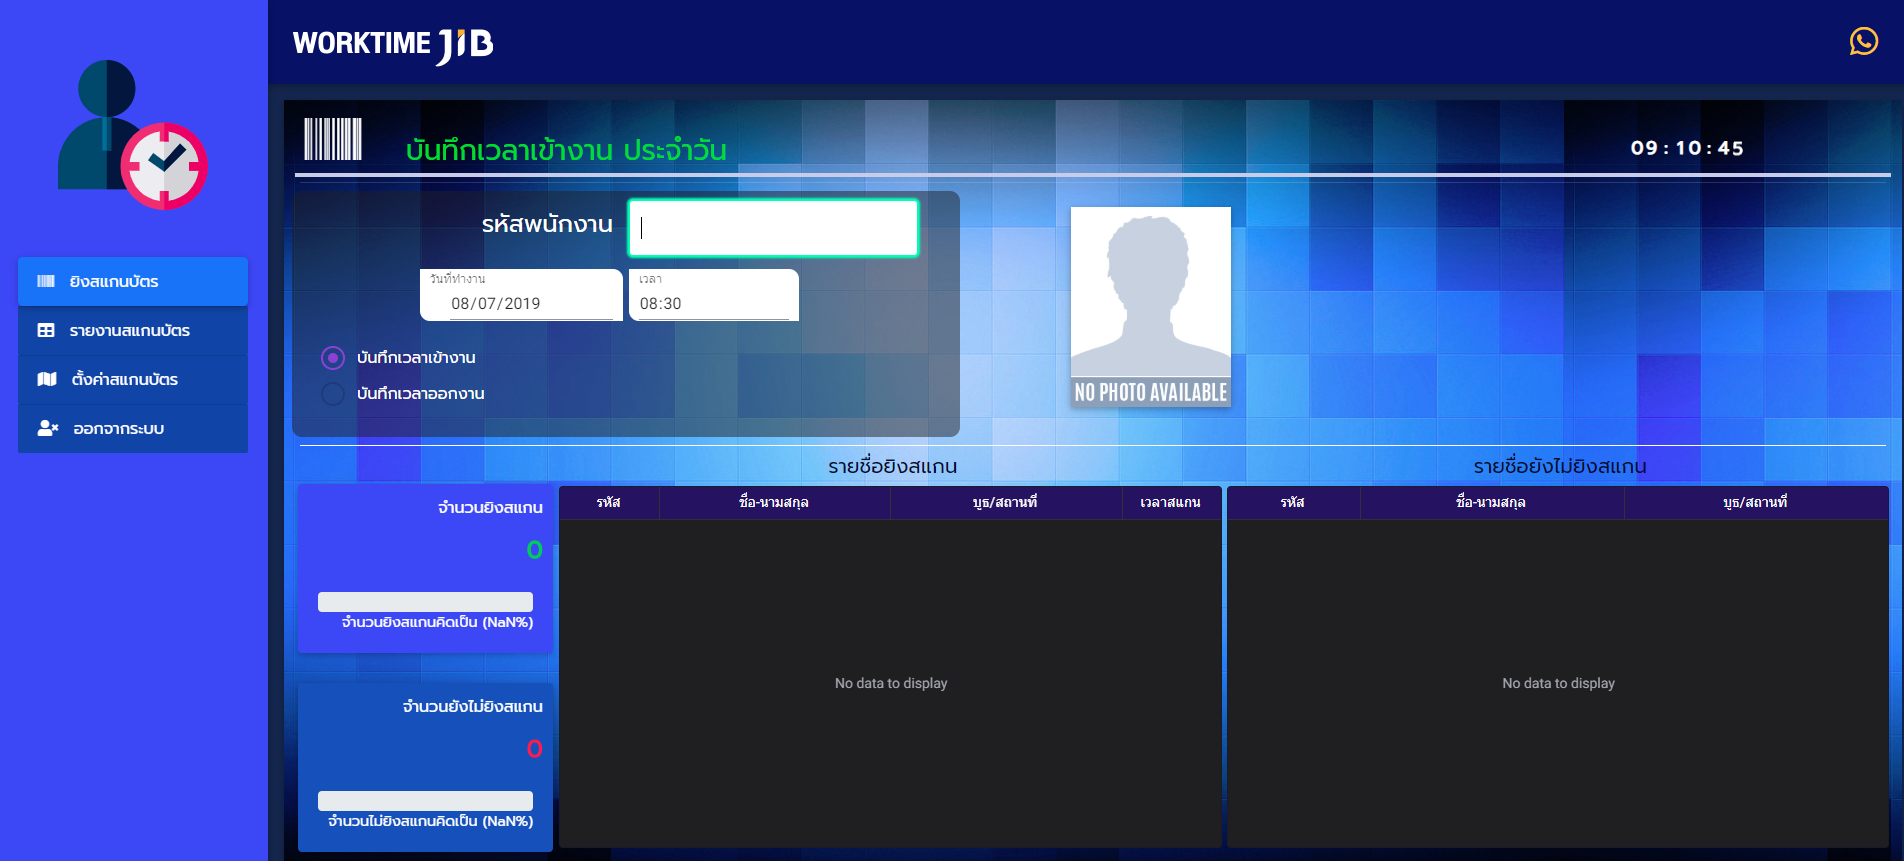 WORKTIME JIB
บันทึกเวลาเข้างาน ประจำวัน
09 : 10 : 45
รหัสพนักงาน
วันที่ทำงาน
08/07/2019
เวลา
08:30
บันทึกเวลาเข้างาน
บันทึกเวลาออกงาน
NO PHOTO AVAILABLE
ยิงสแกนบัตร
รายงานสแกนบัตร
ตั้งค่าสแกนบัตร
ออกจากระบบ
จำนวนยิงสแกน
0
จำนวนยิงสแกนคิดเป็น (NaN%)
จำนวนยังไม่ยิงสแกน
0
จำนวนไม่ยิงสแกนคิดเป็น (NaN%)
รายชื่อยิงสแกน
รหัส ชื่อ-นามสกุล บูธ/สถานที่ เวลาสแกน
No data to display
รายชื่อยังไม่ยิงสแกน
รหัส ชื่อ-นามสกุล บูธ/สถานที่
No data to display